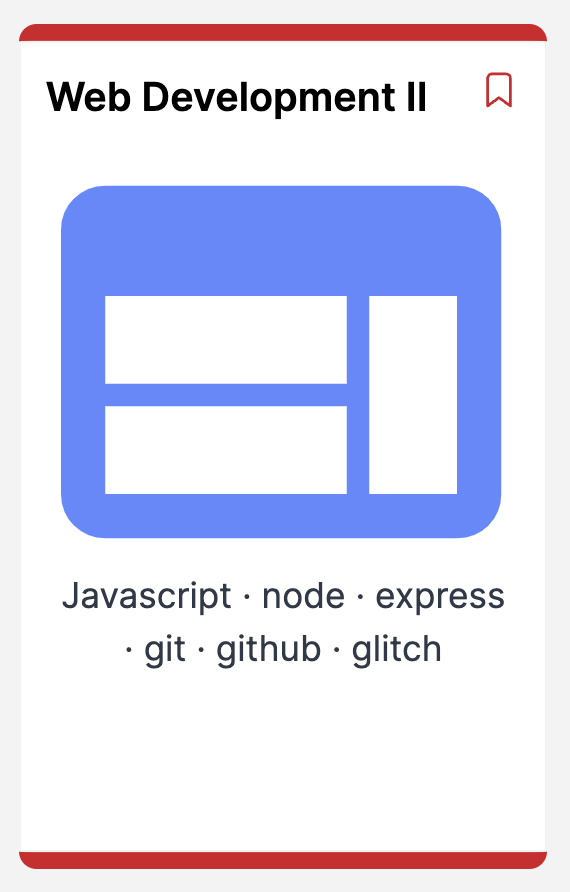 Web Development II
Javascript · node · express
· git · github · glitch